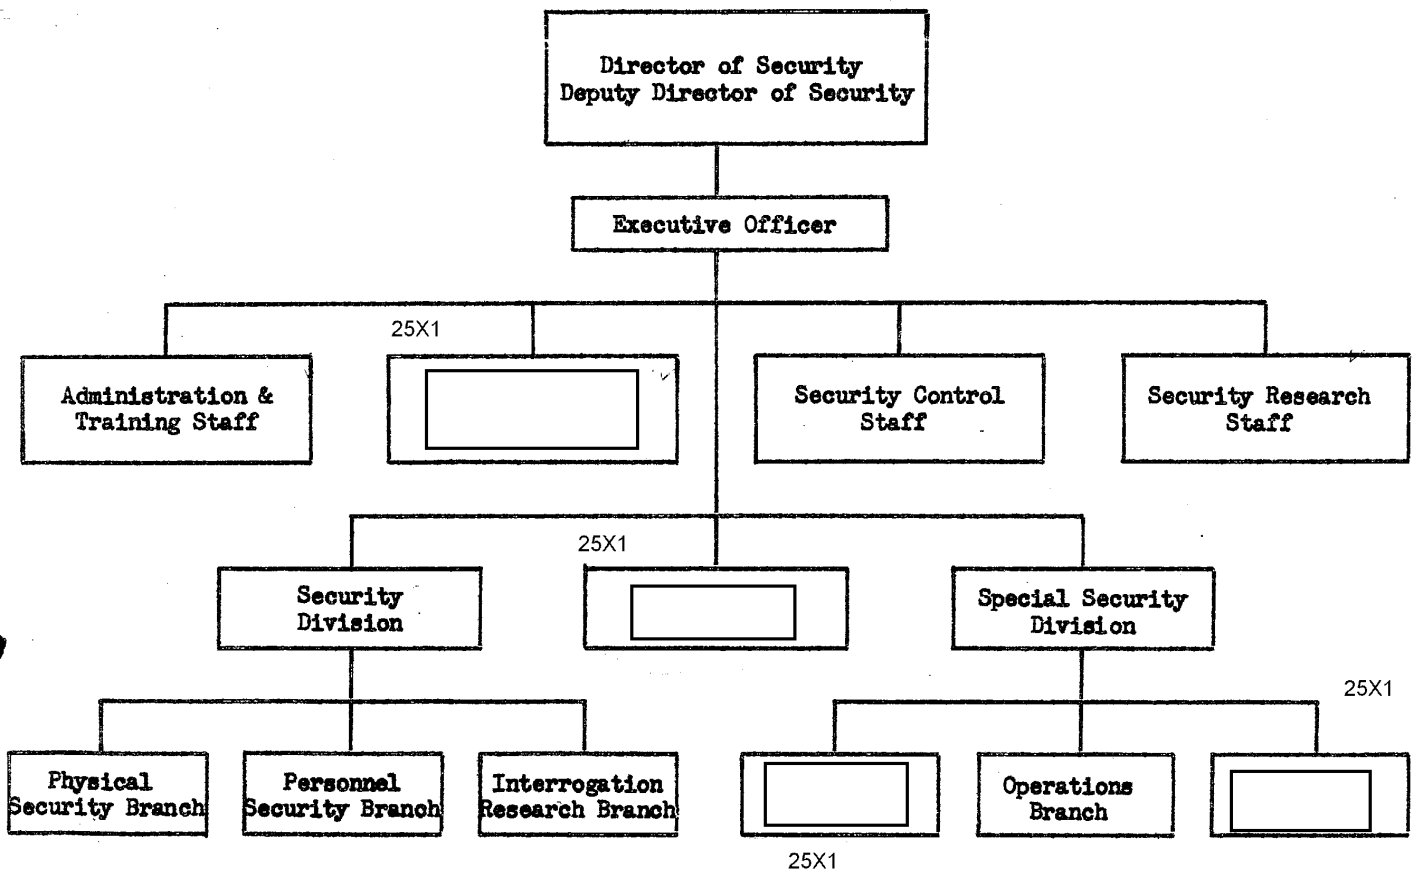 Director of Security
Deputy Director of Security
Executive Officer
25X1
Administration &
Training Staff
Security Control
Staff
Security Research
Staff
25X1
Security
Division
Special Security
Division
25X1
Physical
Security Branch
Personnel
Security Branch
Interrogation
Research Branch
Operations
Branch
25X1